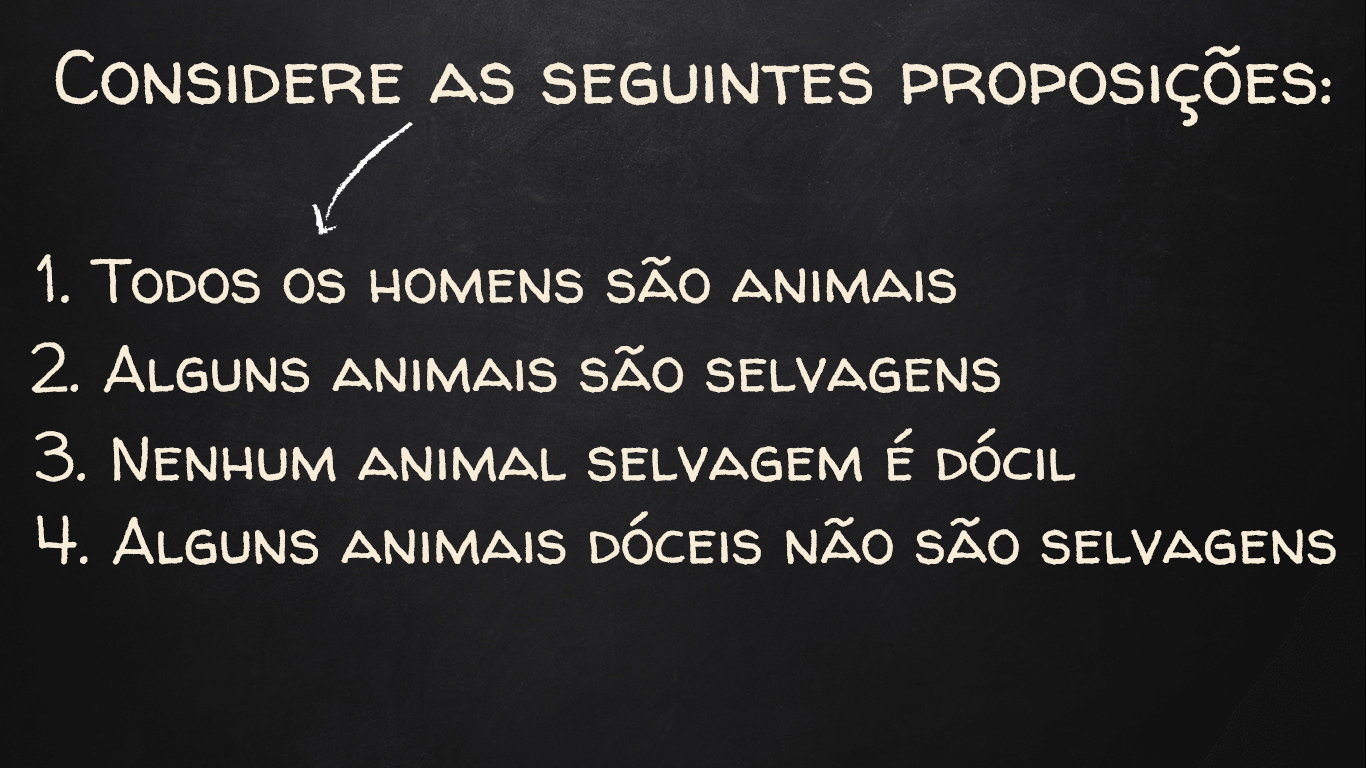 Considere as seguintes proposições:
1. Todos os homens são animais
2. Alguns animais são selvagens
3. Nenhum animal selvagem é dócil
4. Alguns animais dóceis não são selvagens